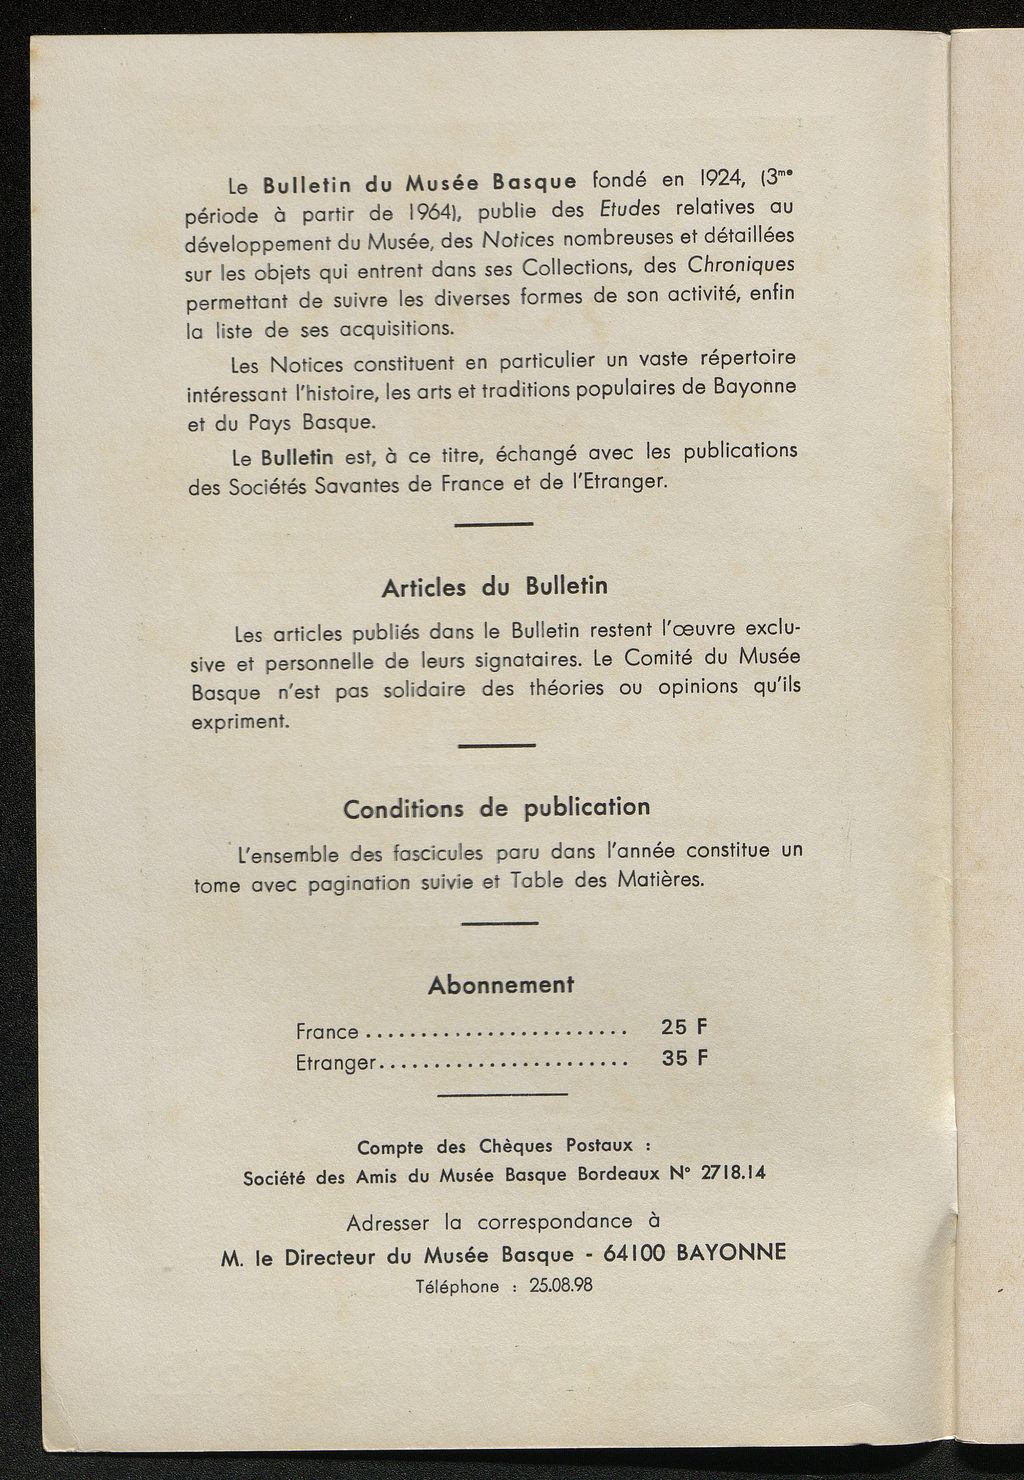 Le Bulletin du Musée Basque fondé en 1924, (3me
période à partir de 1964), publie des Etudes relatives au
développement du Musée, des Notices nombreuses et détaillées
sur les objets qui entrent dans ses Collections, des Chroniques
permettant de suivre les diverses formes de son activité, enfin
la liste de ses acquisitions.
Les Notices constituent en particulier un vaste répertoire
intéressant l'histoire, les arts et traditions populaires de Bayonne
et du Pays Basque.
Le Bulletin est, à ce titre, échangé avec les publications
des Sociétés Savantes de France et de l'Etranger.
Articles du Bulletin
Les articles publiés dans le Bulletin restent l'œuvre exclu-
sive et personnelle de leurs signataires. Le Comité du Musée
Basque n'est pas solidaire des théories ou opinions qu'ils
expriment.
Conditions de publication
L'ensemble des fascicules paru dans l'année constitue un
tome avec pagination suivie et Table des Matières.
Abonnement
France ........................ 25 F
Etranger....................... 35 F
Compte des Chèques Postaux :
Société des Amis du Musée Basque Bordeaux N° 2718.14
Adresser la correspondance à
M. le Directeur du Musée Basque - 64100 BAYONNE
Téléphone : 25.08.98